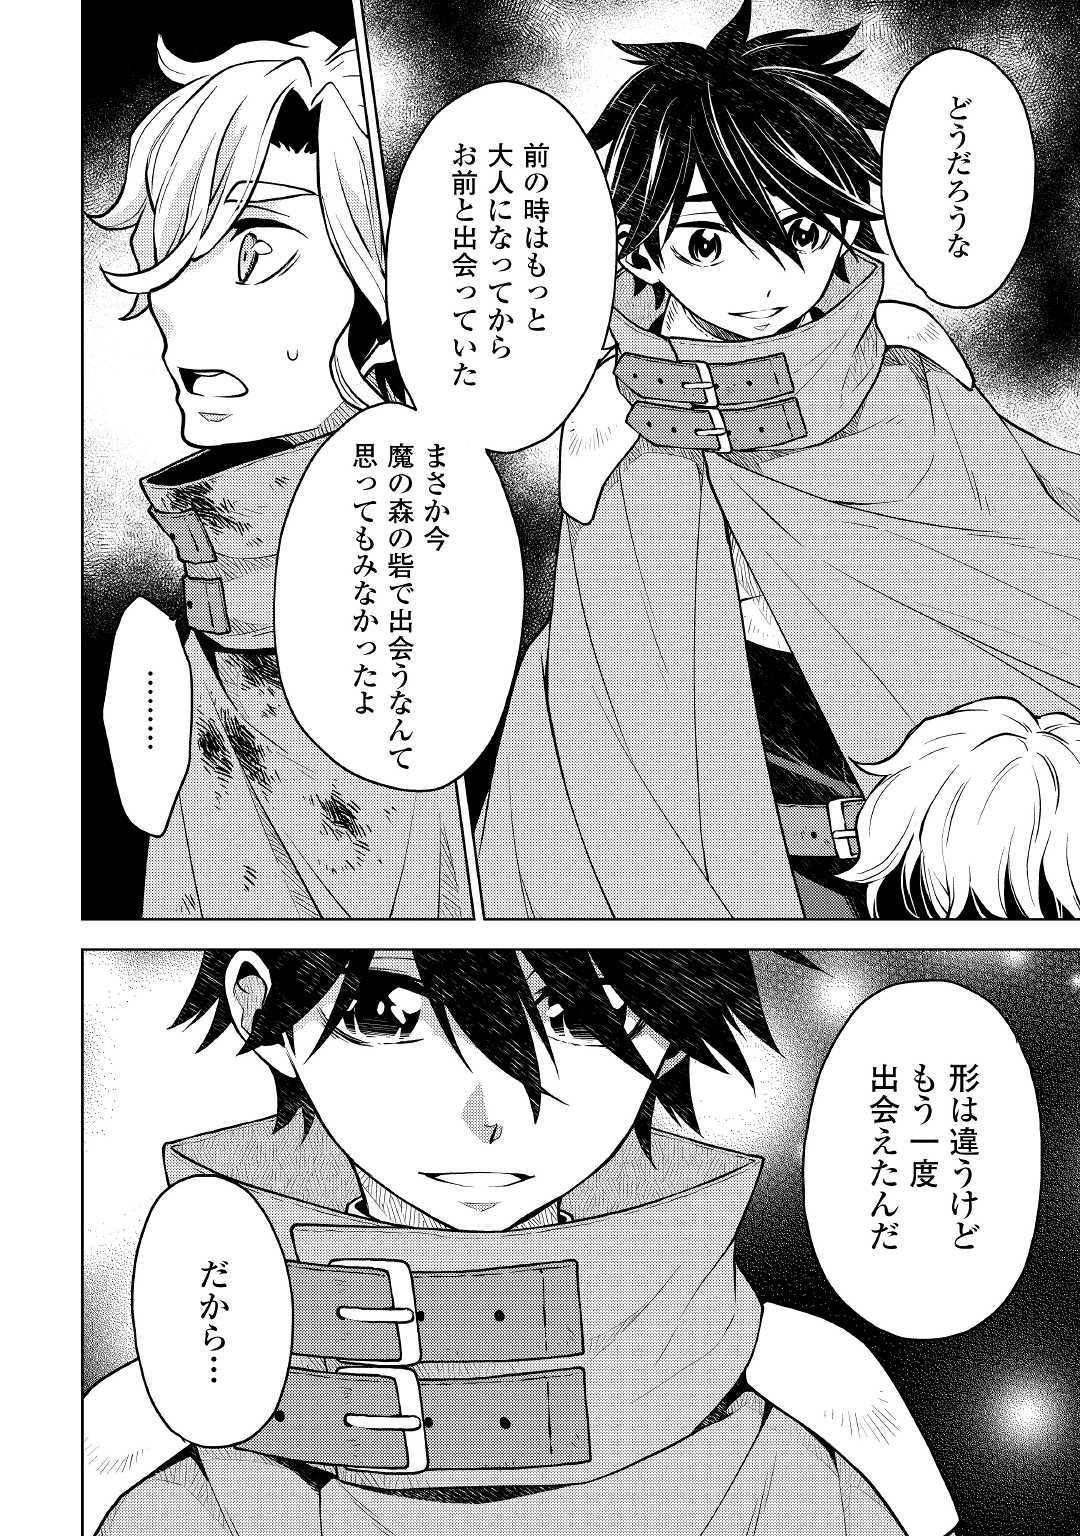 どうだろうな
前の時はもっと
大人になってから
お前と出会っていた
まさか今
魔の森の砦で出会うなんて
思ってもみなかったよ
………
形は違うけど
もう一度
出会えたんだ
だから…